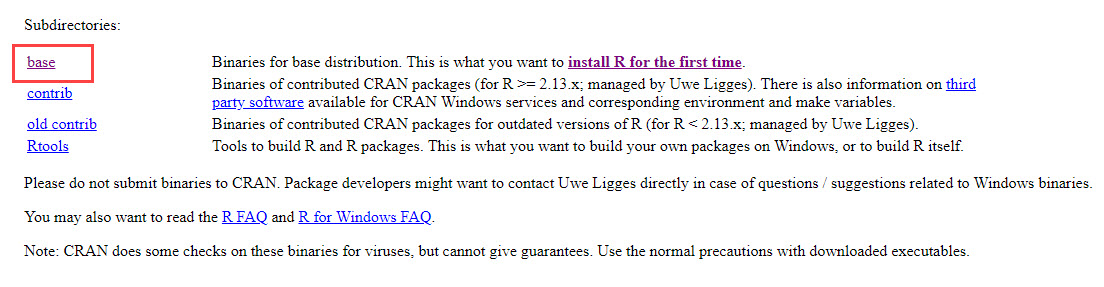 Subdirectories:
base Binaries for base distribution. This is what you want to install R for the first time.
contrib Binaries of contributed CRAN packages (for R >= 2.13.x; managed by Uwe Ligges). There is also information on third
party software available for CRAN Windows services and corresponding environment and make variables.
old contrib Binaries of contributed CRAN packages for outdated versions of R (for R < 2.13.x; managed by Uwe Ligges).
Rtools Tools to build R and R packages. This is what you want to build your own packages on Windows, or to build R itself.
Please do not submit binaries to CRAN. Package developers might want to contact Uwe Ligges directly in case of questions / suggestions related to Windows binaries.
You may also want to read the R FAQ and R for Windows FAQ.
Note: CRAN does some checks on these binaries for viruses, but cannot give guarantees. Use the normal precautions with downloaded executables.